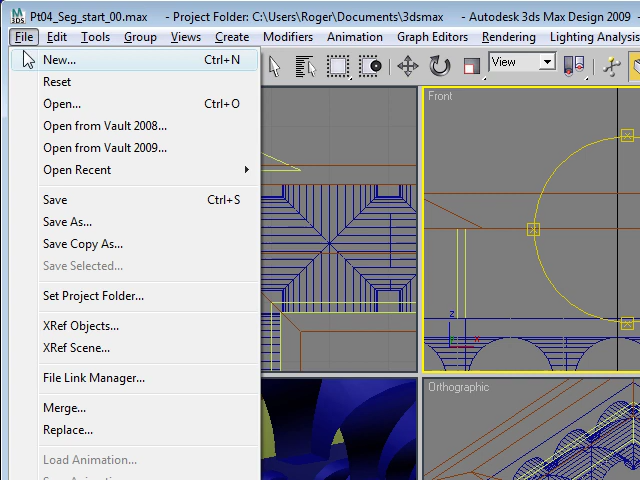 Pt04_Seg_start_00.max - Project Folder: C:\Users\Roger\Documents\3dsmax - Autodesk 3ds Max Design 2009 -
File Edit Tools Group Views Create Modifiers Animation Graph Editors Rendering Lighting Analysis
New... Ctrl+N
View
Reset
Front
Open... Ctrl+O
Open from Vault 2008...
Open from Vault 2009...
Open Recent
Save Ctrl+S
Save As...
Save Copy As...
Save Selected...
Set Project Folder...
z
x
XRef Objects...
XRef Scene...
File Link Manager...
Orthographic
Merge...
Replace...
Load Animation...